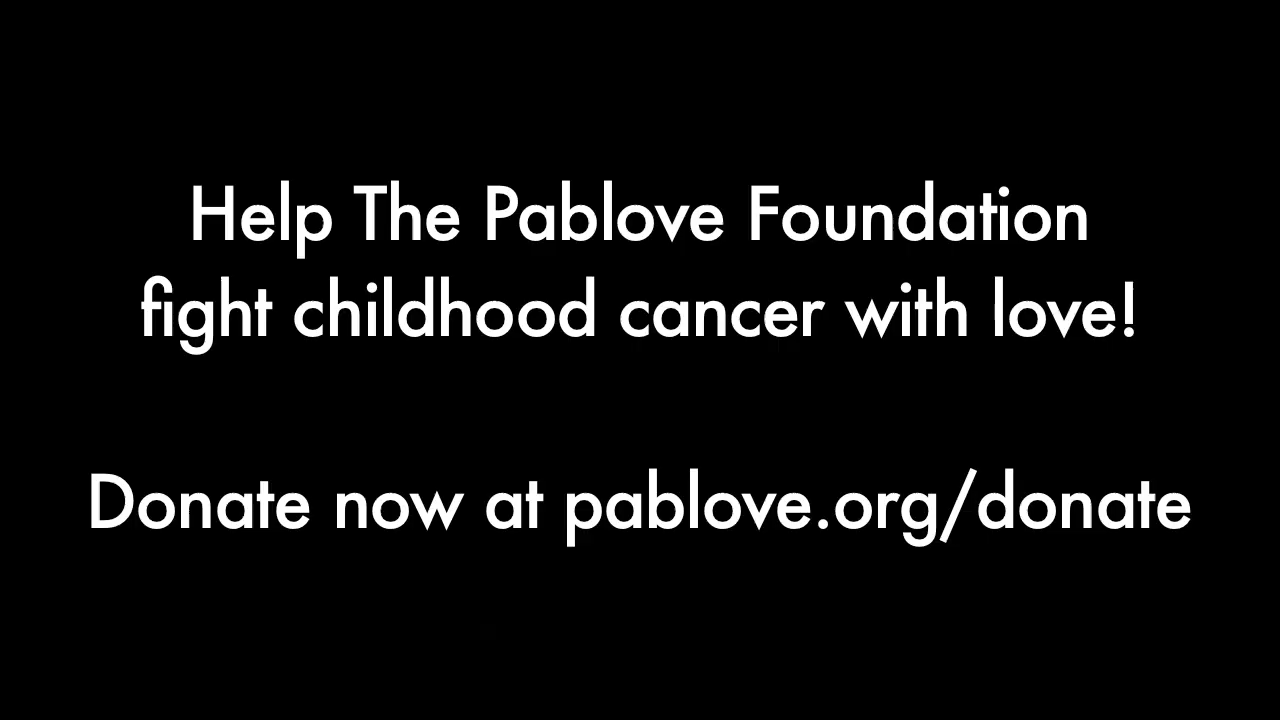 Help The Pablove Foundation
fight childhood cancer with love!
Donate now at pablove.org/donate